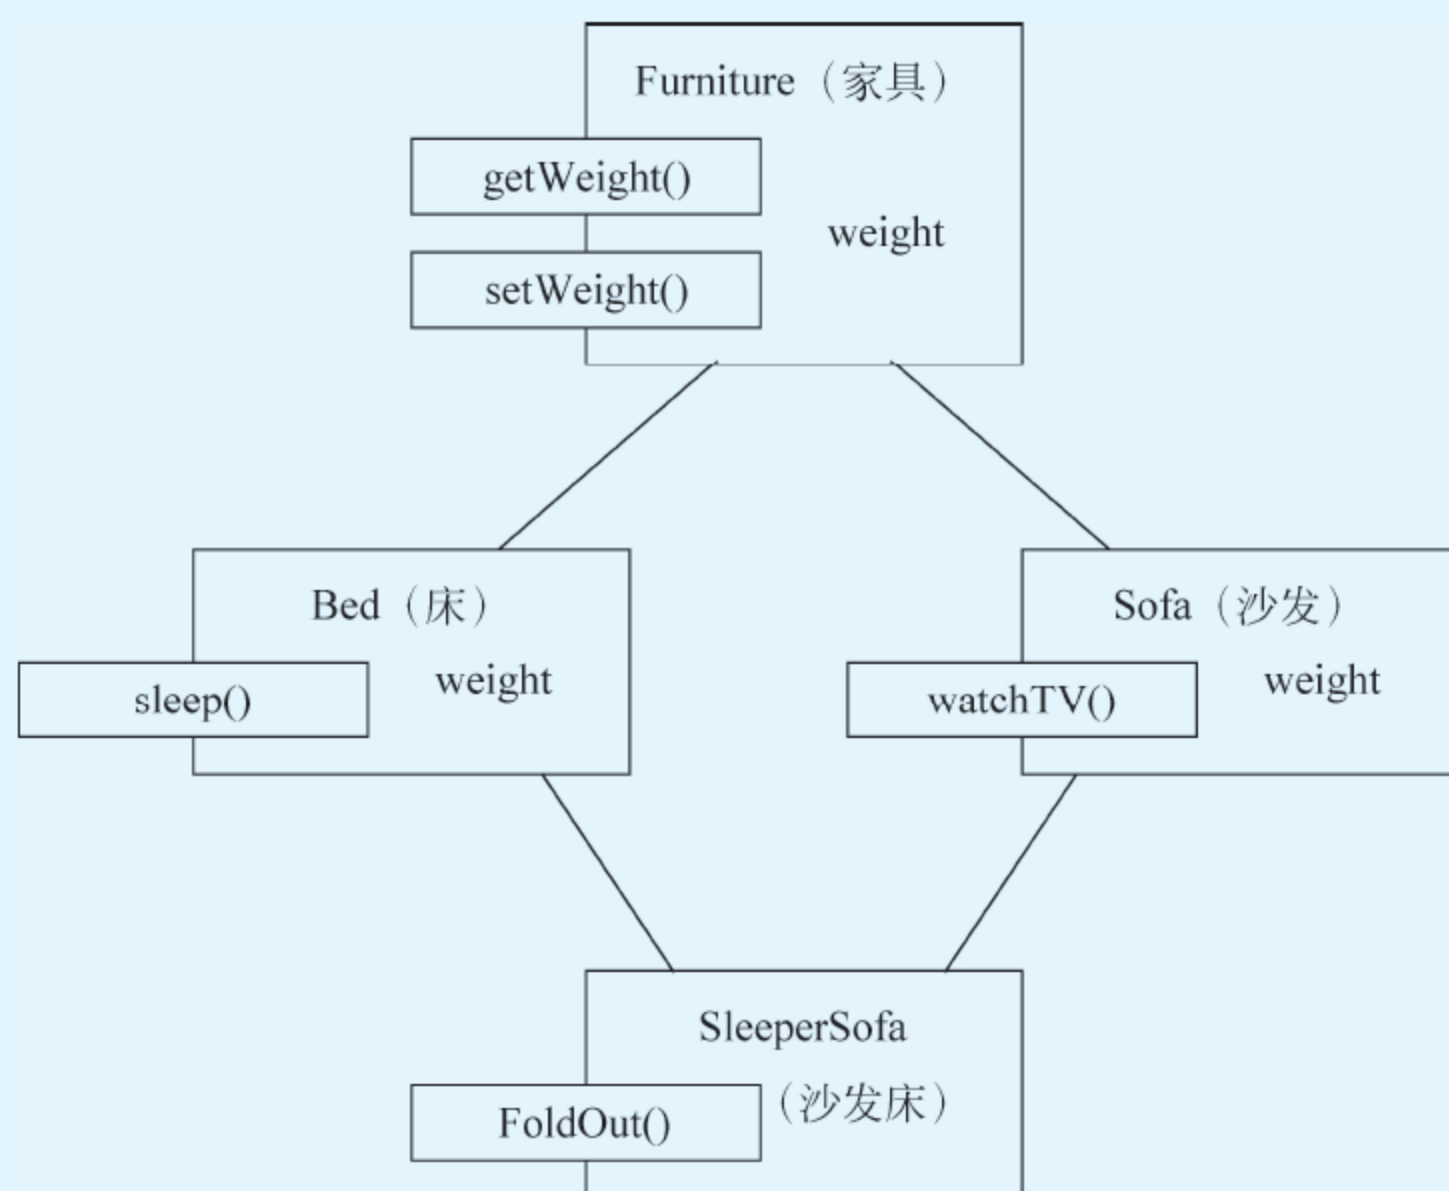 Furniture（家具）
getWeight()
weight
setWeight()
Bed（床）
weight
sleep()
Sofa（沙发）
weight
watchTV()
SleeperSofa
（沙发床）
FoldOut()